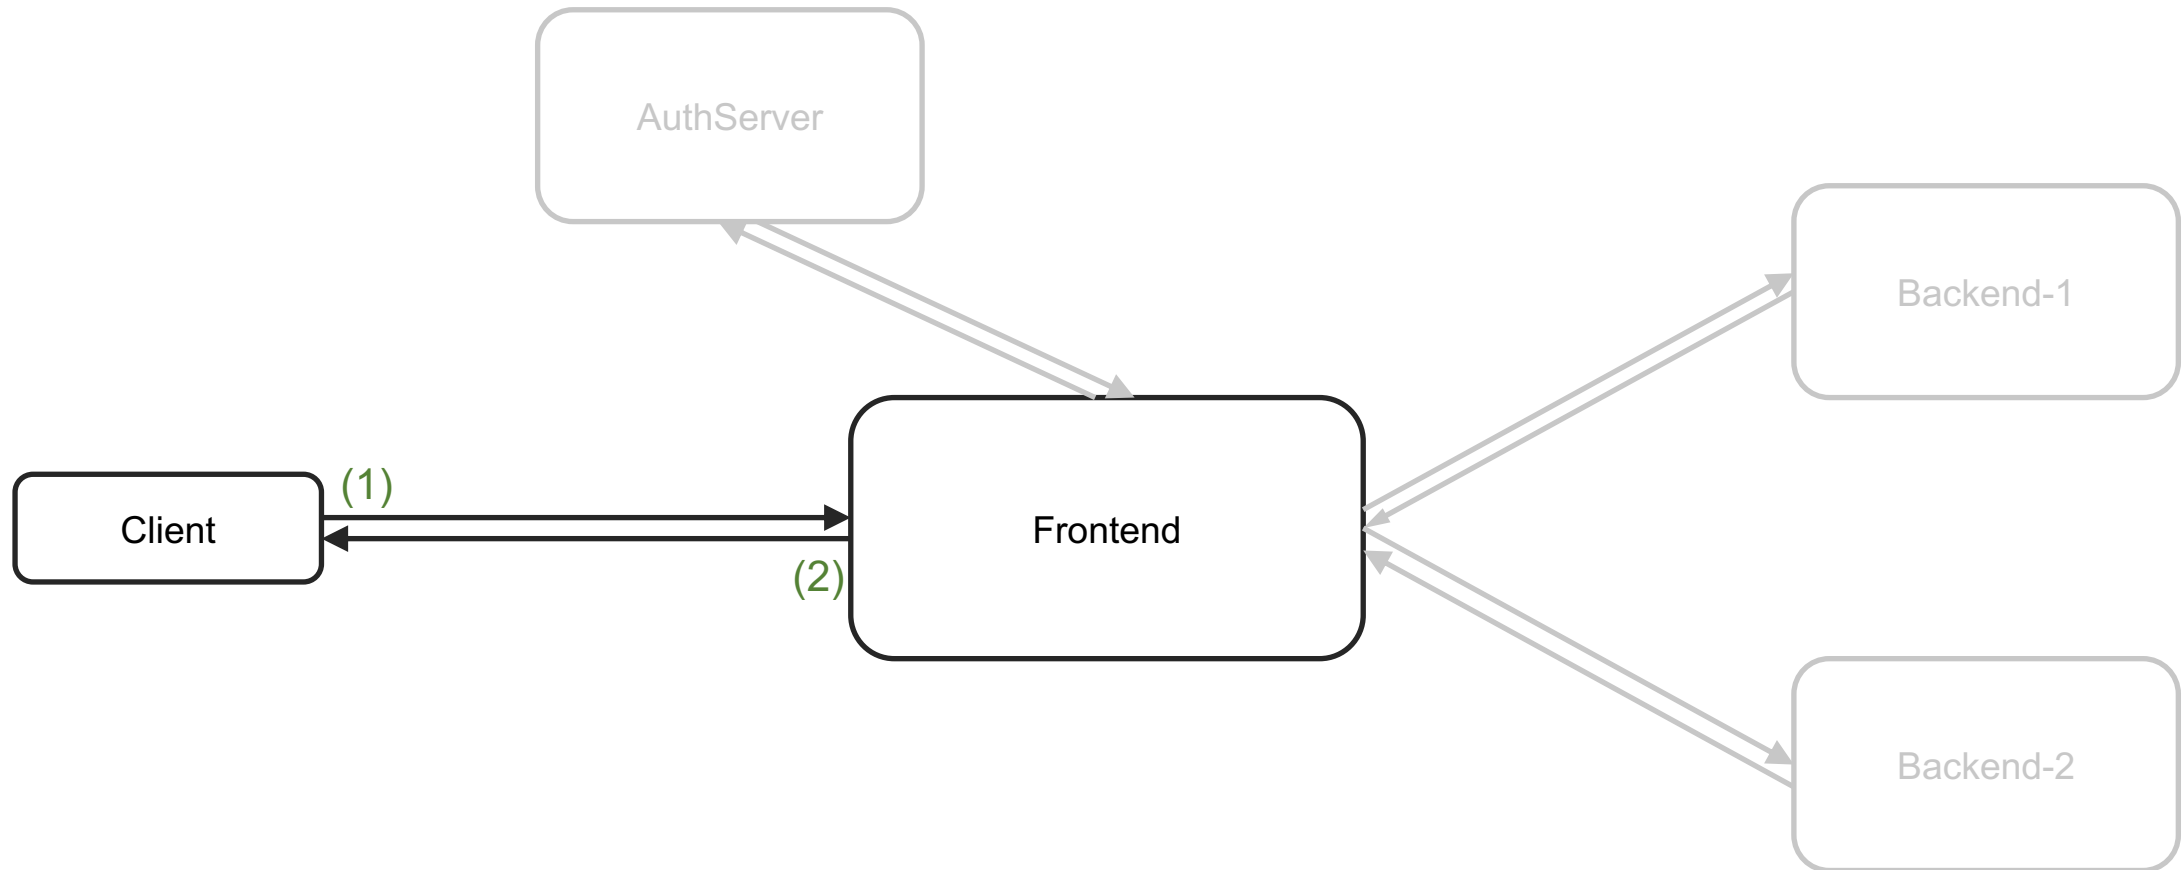 AuthServer
Backend-1
(1)
Client
Frontend
(2)
Backend-2